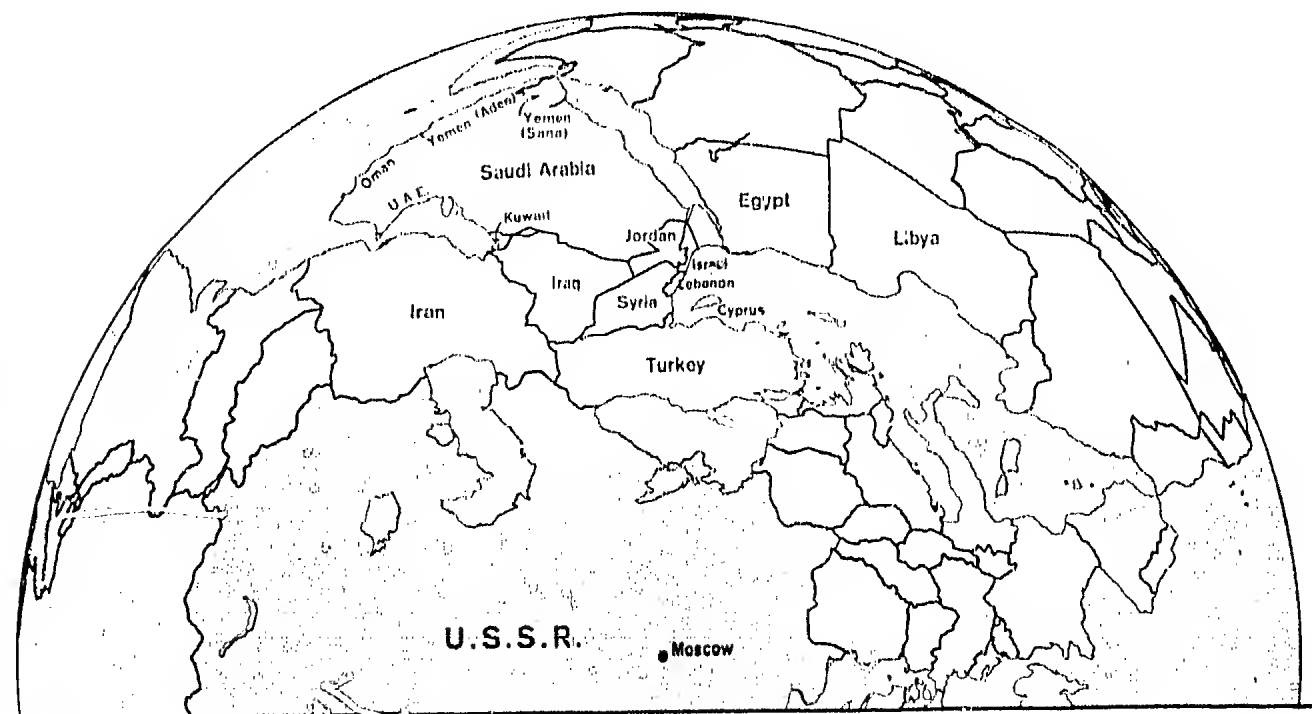 Yemen (Aden)
Yemen
(Sana)
Oman
Saudi Arabia
U.A.E.
Egypt
Kuwait
Jordan
Libya
Israel
Iraq
Lebanon
Syria
Cyprus
Iran
Turkey
U.S.S.R.
Moscow